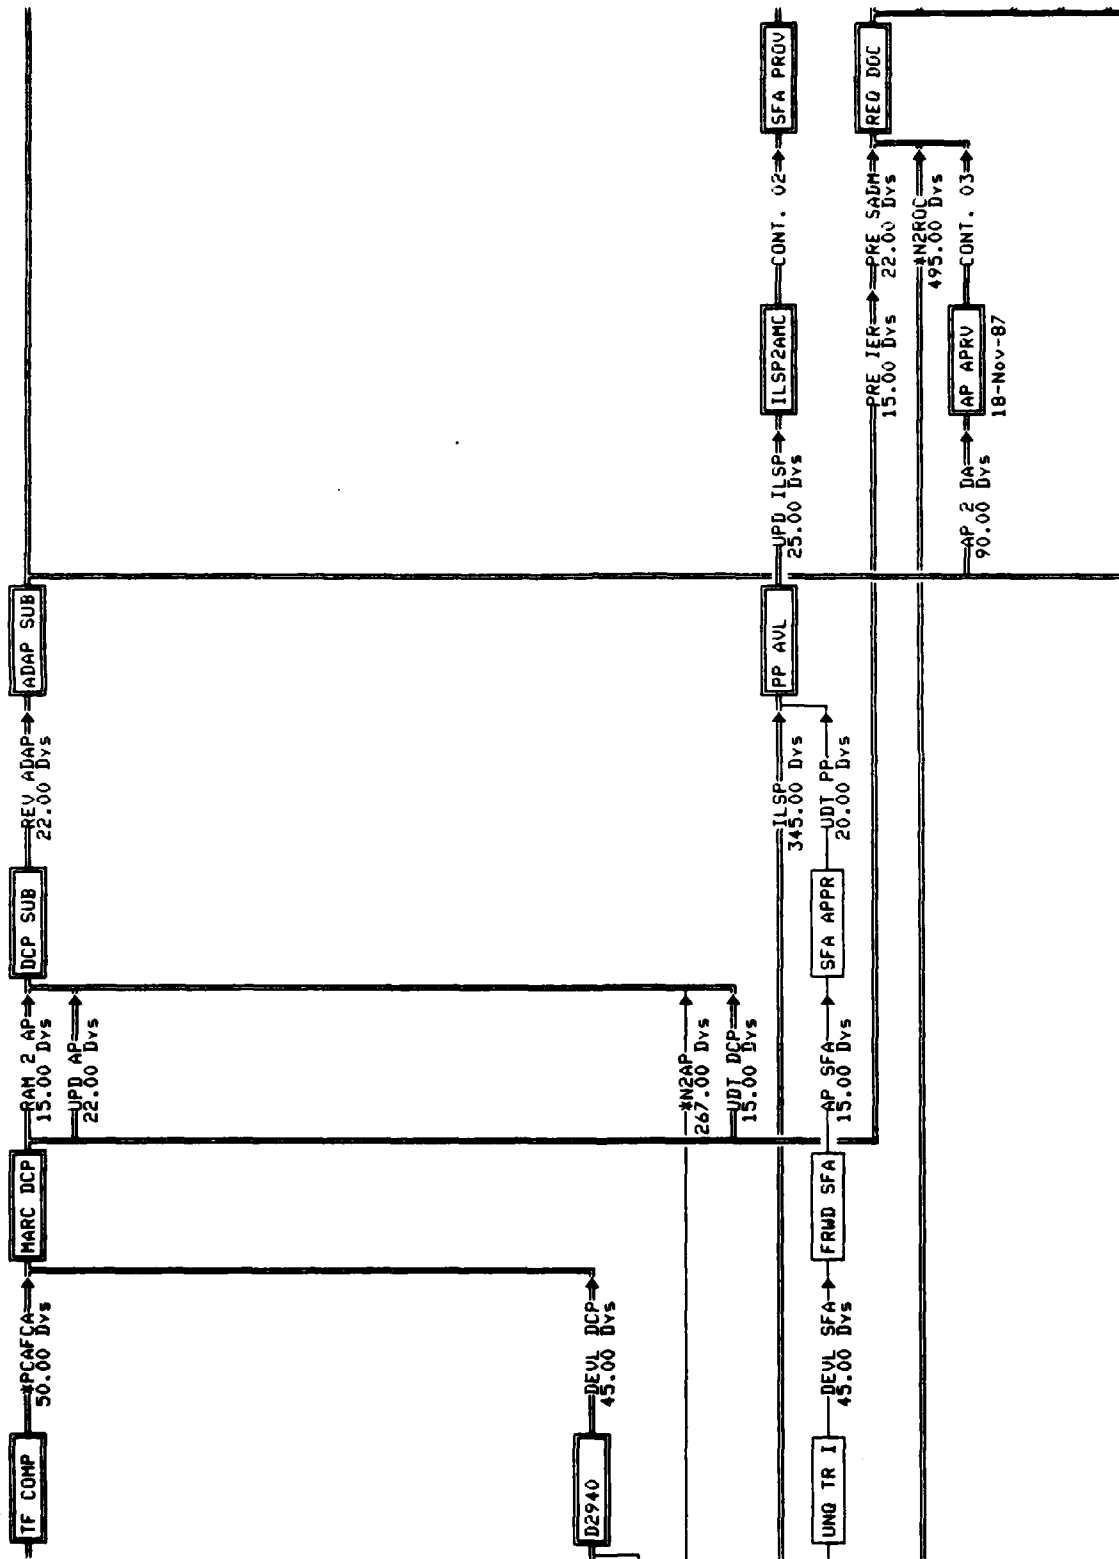 TF COMP
*PCAFCA
50.00 Dys
MARC DCP
RAM 2 AP
15.00 Dys
DCP SUB
REV ADAP
22.00 Dys
ADAP SUB
UPD AP
22.00 Dys
D2940
DEVL DCP
45.00 Dys
*N2AP
267.00 Dys
UDT DCP
15.00 Dys
ILSP
345.00 Dys
PP AVL
UPD ILSP
25.00 Dys
ILSP2AMC
CONT. 02
SFA PROV
UNQ TR I
DEVL SFA
45.00 Dys
FRWD SFA
AP SFA
15.00 Dys
SFA APPR
UDT PP
20.00 Dys
PRE IER
15.00 Dys
PRE SADM
22.00 Dys
REQ DOC
*N2ROC
495.00 Dys
AP 2 DA
90.00 Dys
AP APRV
18-Nov-87
CONT. 03